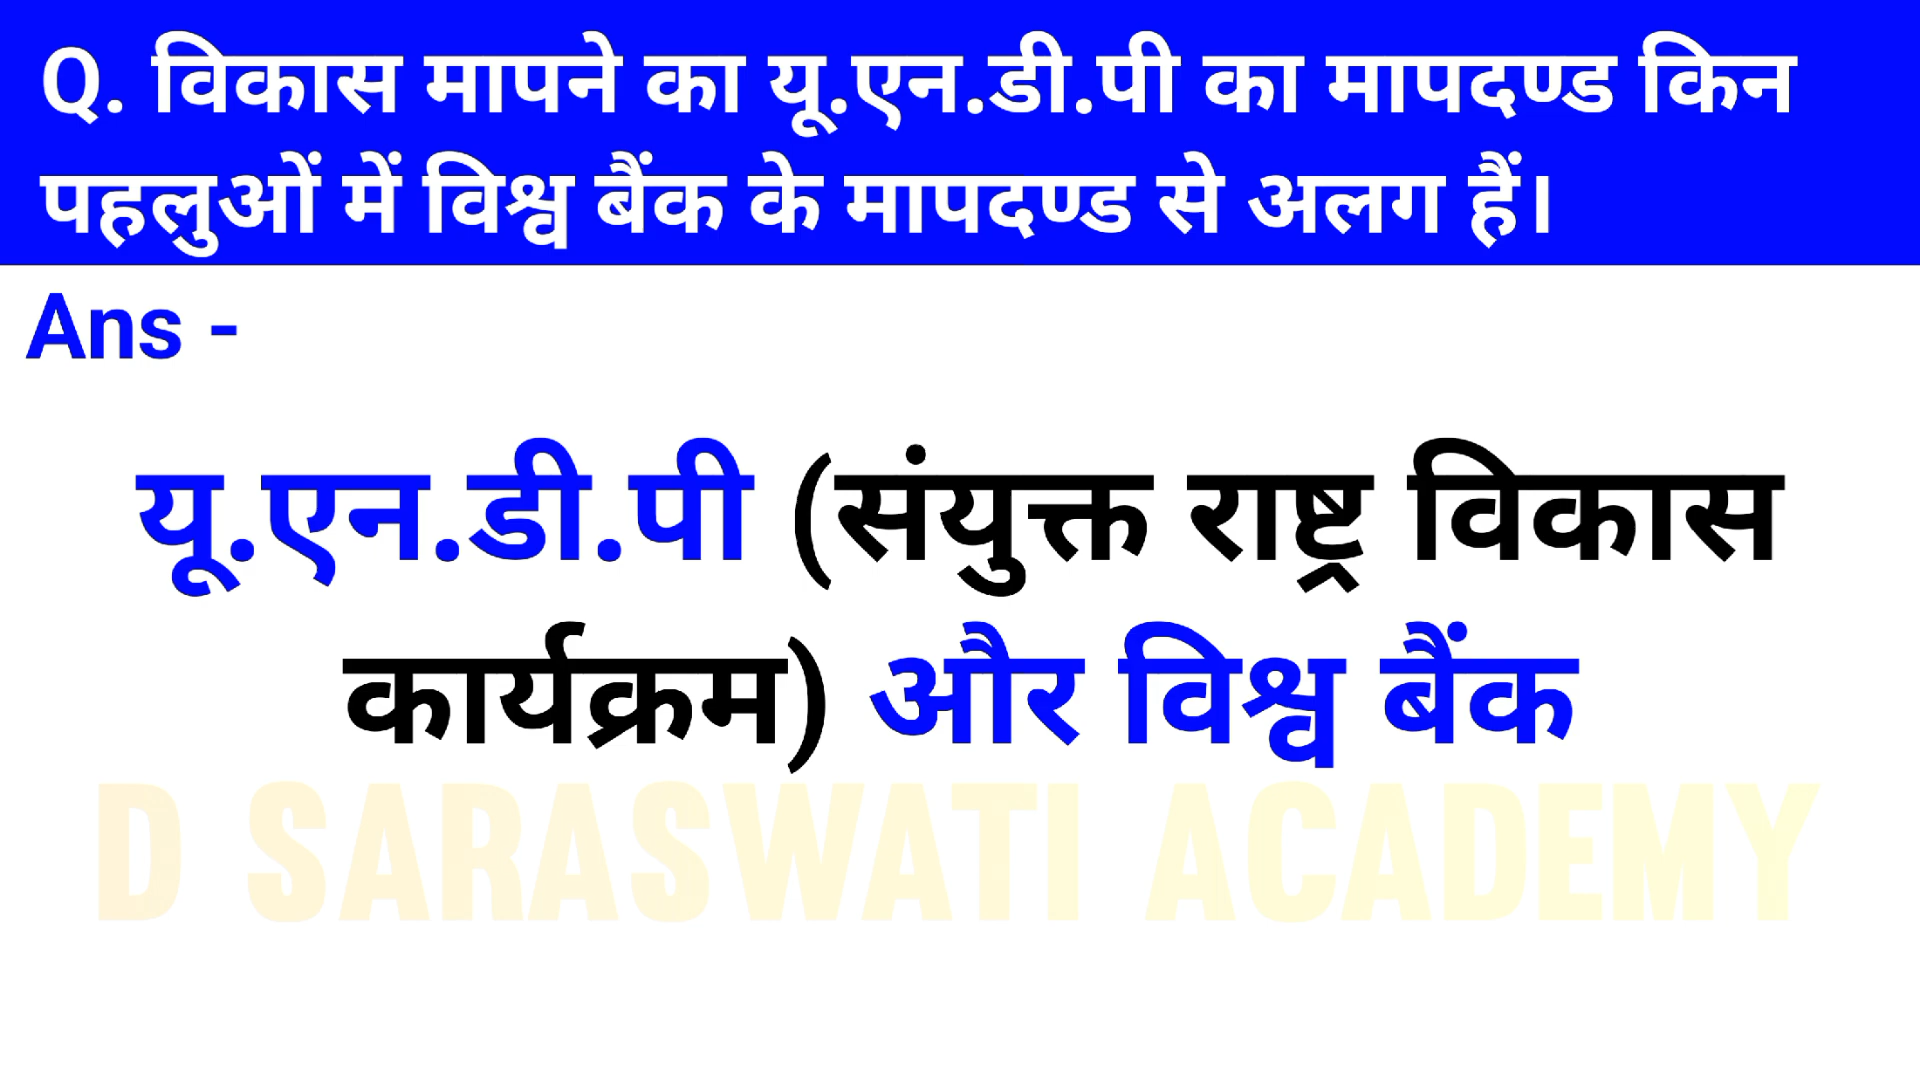 Q. विकास मापने का यू.एन.डी.पी का मापदण्ड किन
पहलुओं में विश्व बैंक के मापदण्ड से अलग हैं।
Ans -
यू.एन.डी.पी (संयुक्त राष्ट्र विकास
कार्यक्रम) और विश्व बैंक
D SARASWATI ACADEMY